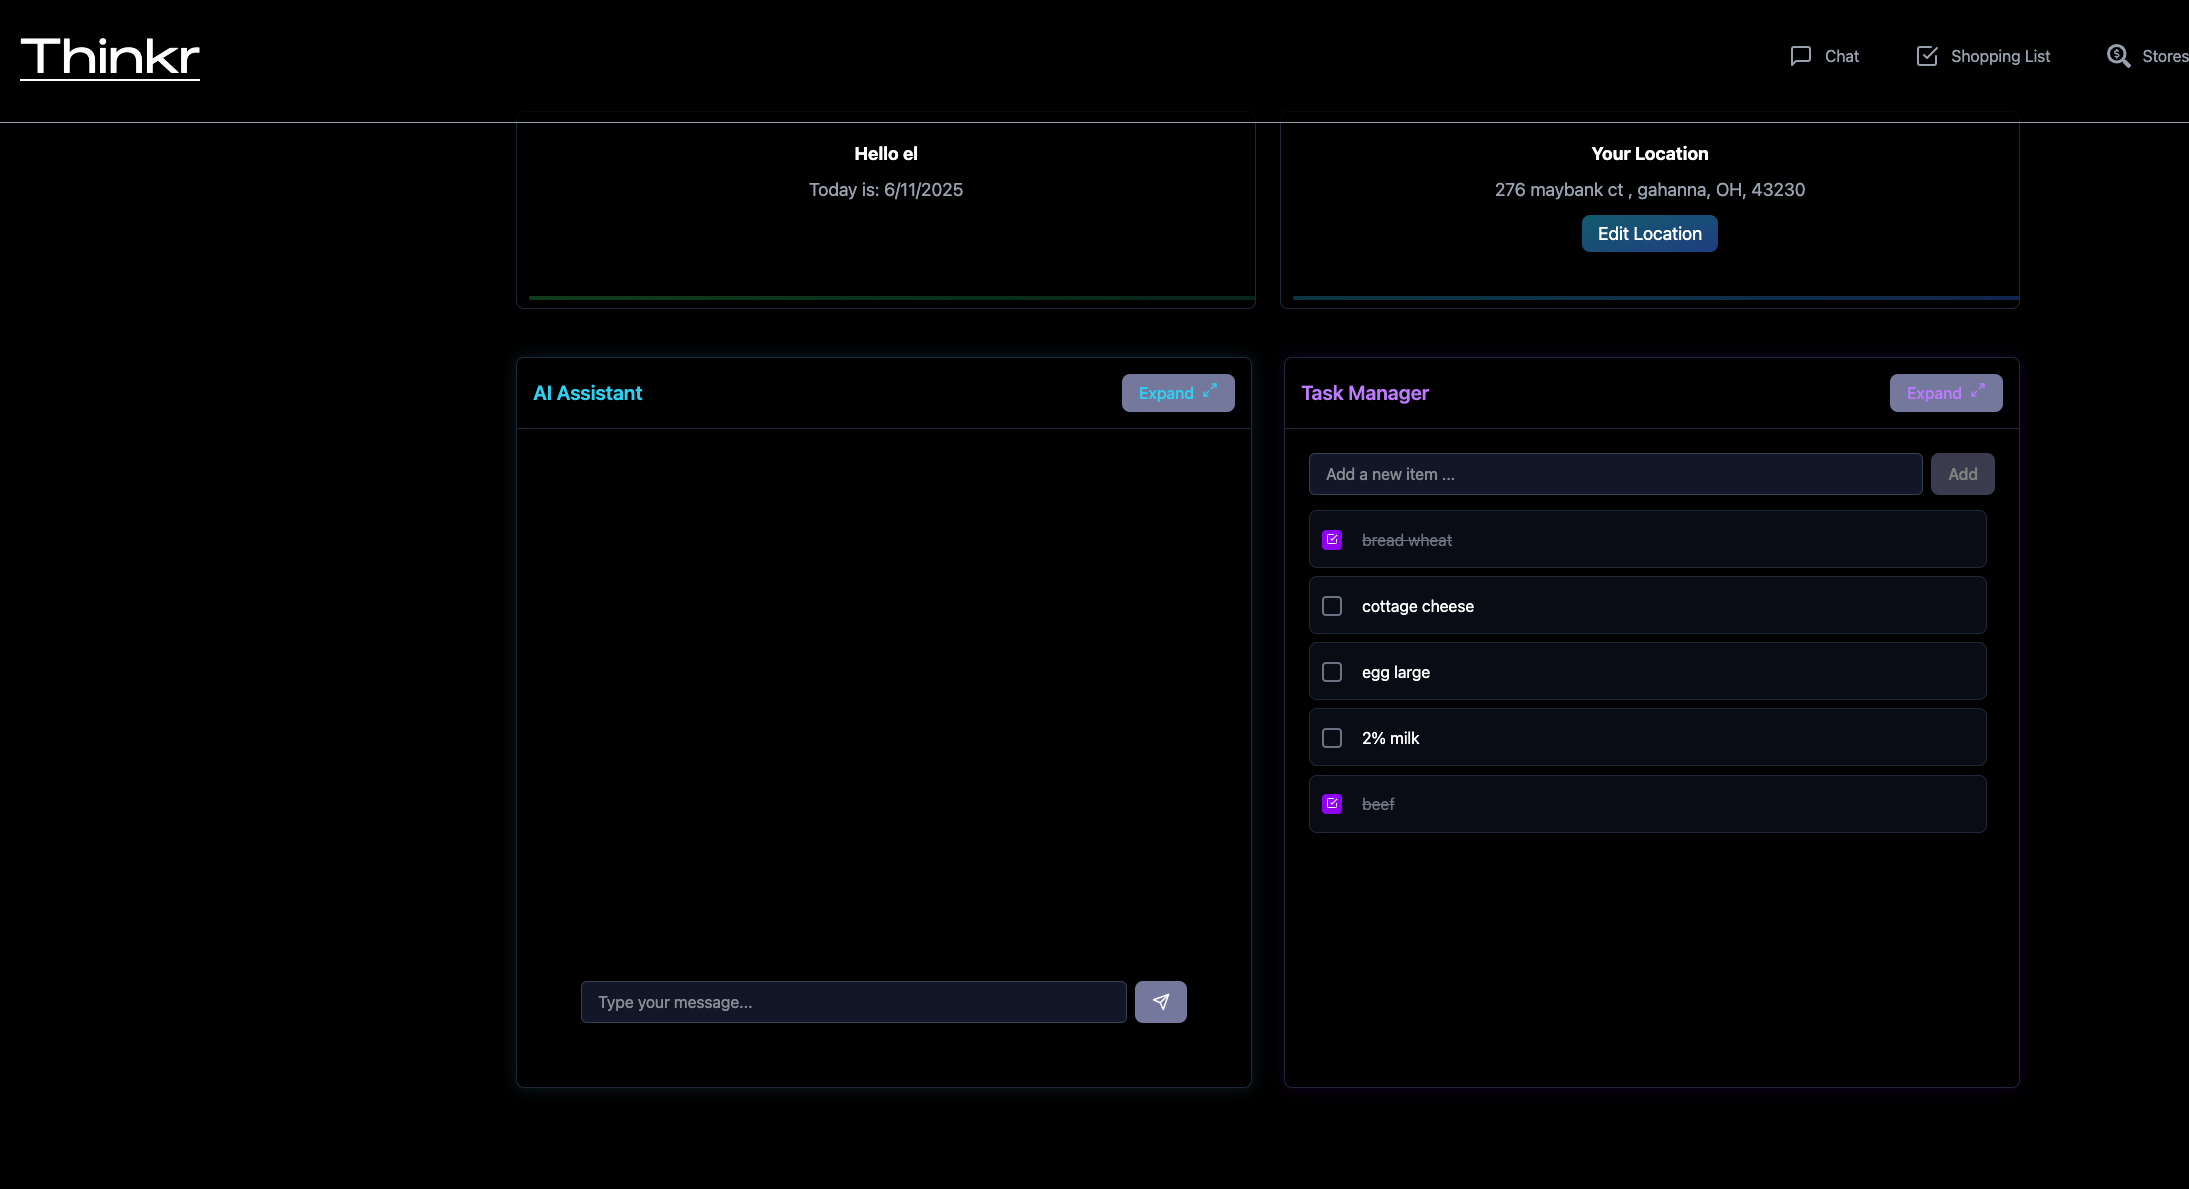 Thinkr
Chat
Shopping List
Stores
Hello el
Today is: 6/11/2025
Your Location
276 maybank ct , gahanna, OH, 43230
Edit Location
AI Assistant
Expand
Type your message...
Task Manager
Expand
Add a new item ...
Add
bread wheat
cottage cheese
egg large
2% milk
beef